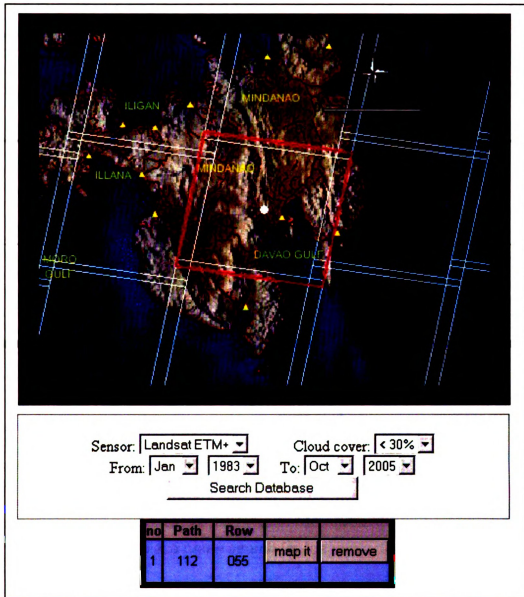 MINDANAO
ILIGAN
MINDANAO
ILLANA
DAVAO GULF
MORO
GULF
Sensor: Landsat ETM+ Cloud cover: < 30%
From: Jan 1983 To: Oct 2005
Search Database
no Path Row
1 112 055 map it remove